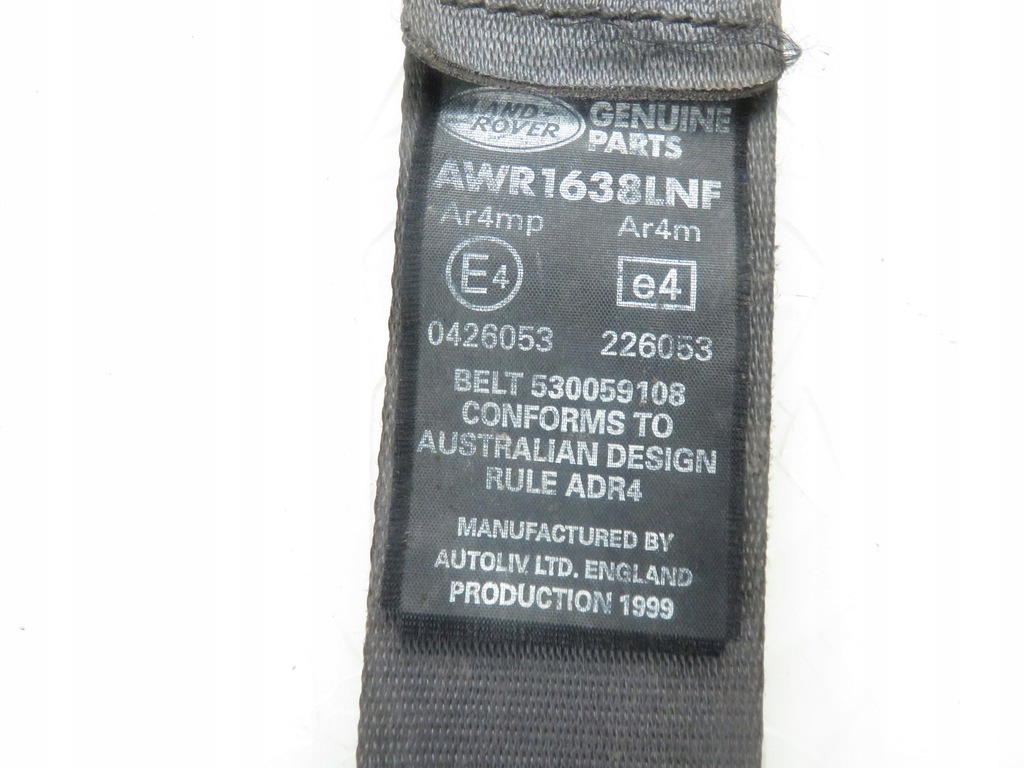 LAND ROVER
GENUINE
PARTS
AWR1638LNF
Ar4mp Ar4m
E4 e4
0426053 226053
BELT 530059108
CONFORMS TO
AUSTRALIAN DESIGN
RULE ADR4
MANUFACTURED BY
AUTOLIV LTD. ENGLAND
PRODUCTION 1999